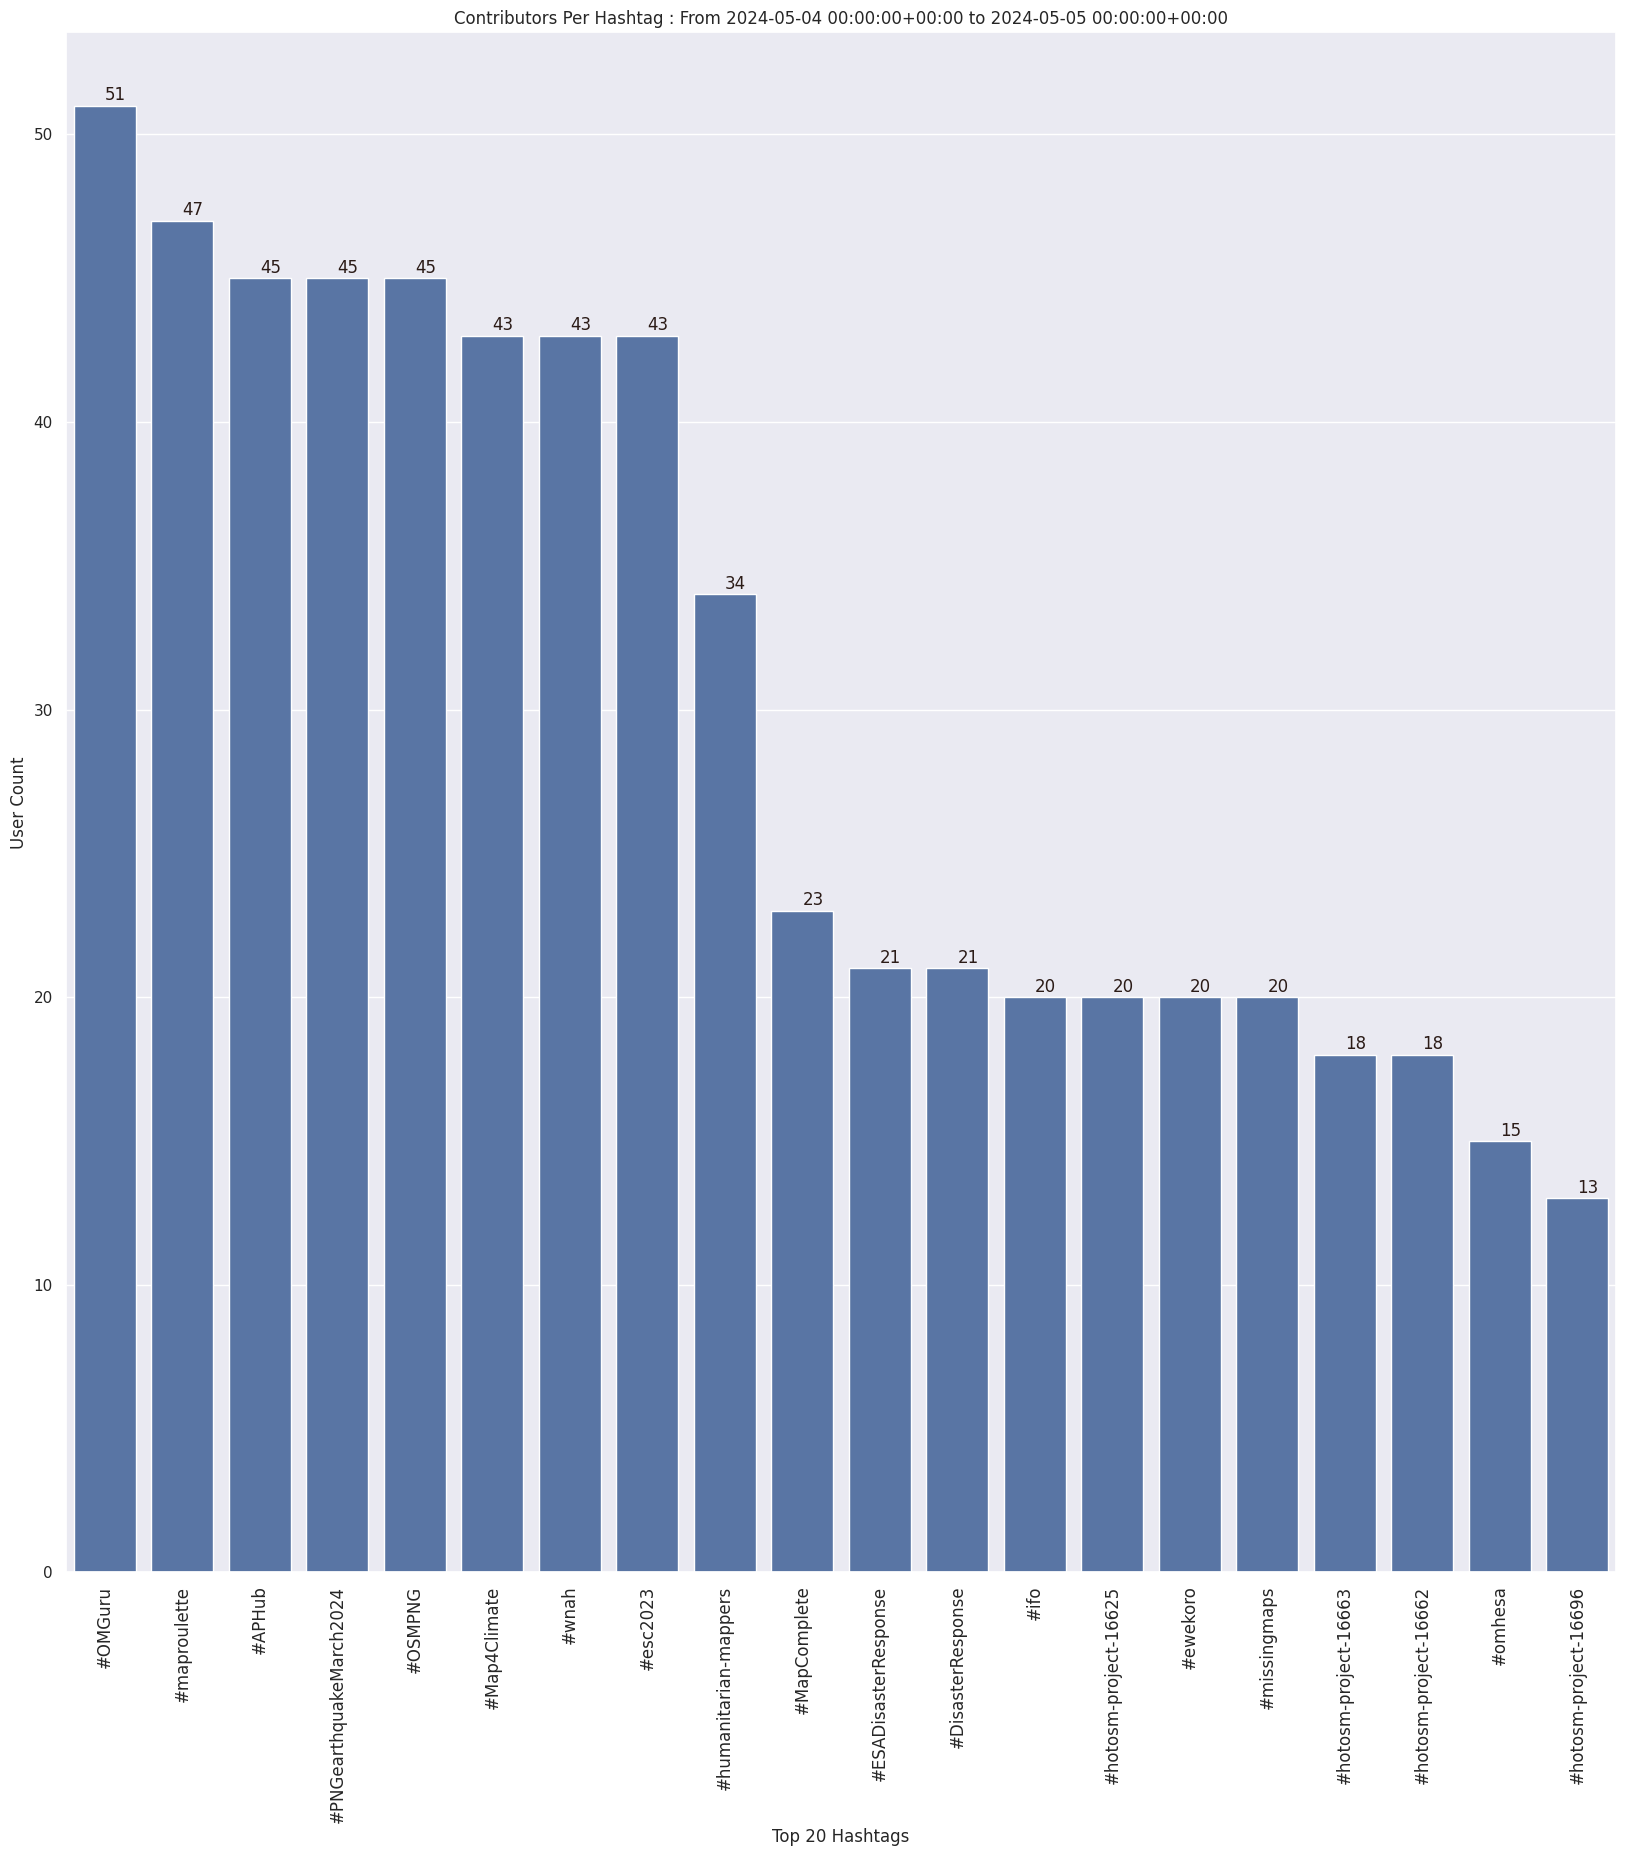 Contributors Per Hashtag : From 2024-05-04 00:00:00+00:00 to 2024-05-05 00:00:00+00:00
User Count
50
40
30
20
10
0
51
47
45
45
45
43
43
43
34
23
21
21
20
20
20
20
18
18
15
13
#OMGuru
#maproulette
#APHub
#PNGearthquakeMarch2024
#OSMPNG
#Map4Climate
#wnah
#esc2023
#humanitarian-mappers
#MapComplete
#ESADisasterResponse
#DisasterResponse
#ifo
#hotosm-project-16625
#ewekoro
#missingmaps
#hotosm-project-16663
#hotosm-project-16662
#omhesa
#hotosm-project-16696
Top 20 Hashtags